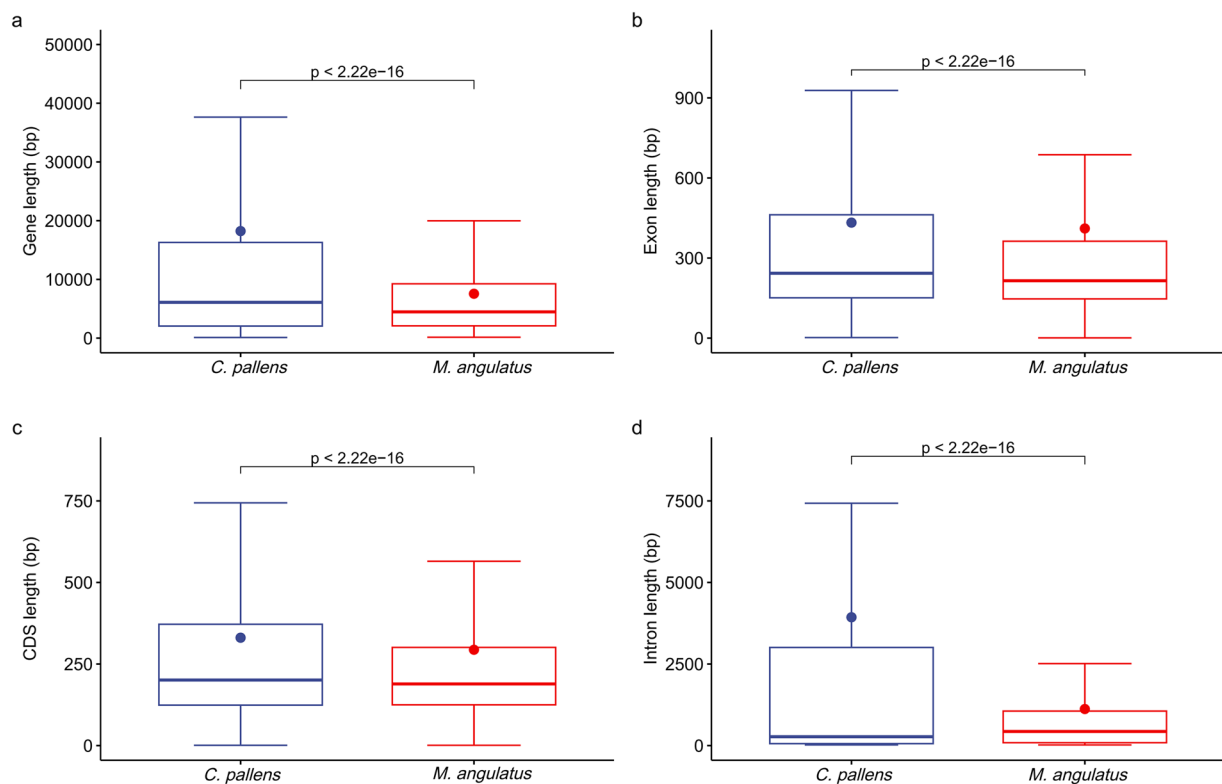 a
Gene length (bp)
50000
40000
30000
20000
10000
0
p < 2.22e−16
C. pallens
M. angulatus
b
Exon length (bp)
900
600
300
0
p < 2.22e−16
C. pallens
M. angulatus
c
CDS length (bp)
750
500
250
0
p < 2.22e−16
C. pallens
M. angulatus
d
Intron length (bp)
7500
5000
2500
0
p < 2.22e−16
C. pallens
M. angulatus